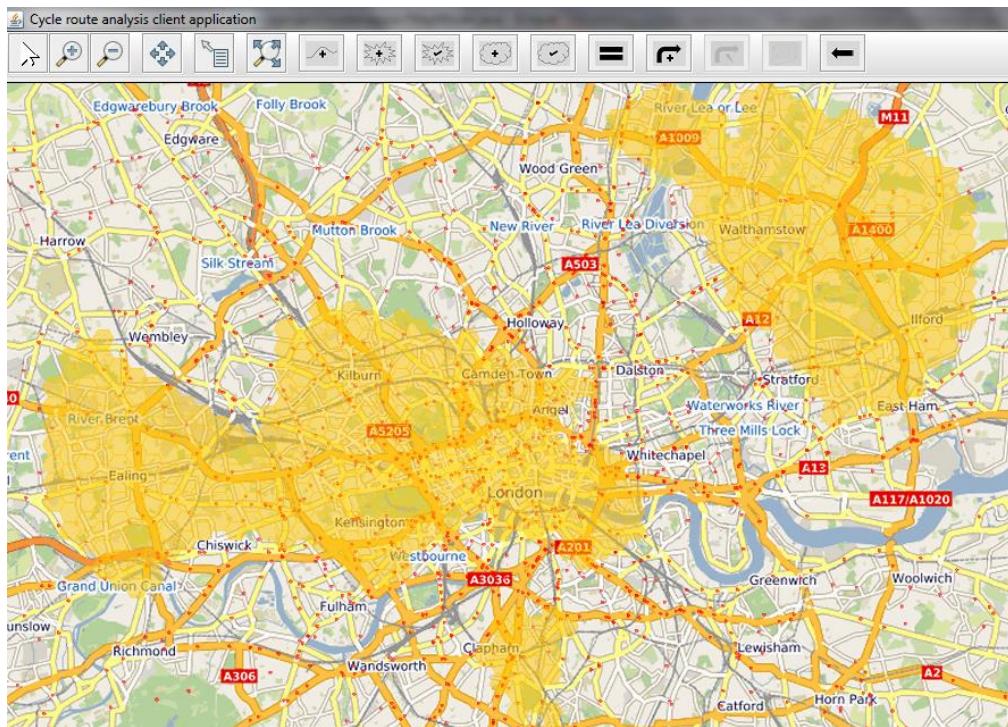 Cycle route analysis client application
Edgwarebury Brook
Folly Brook
River Lea or Lee
M11
Edgware
A1009
Wood Green
Harrow
Mutton Brook
New River
River Lea Diversion
Walthamstow
A1400
Silk Stream
A503
Wembley
Holloway
A12
Ilford
Kilburn
Camden Town
Dalston
Stratford
River Brent
Angel
Waterworks River
East Ham
A5205
Three Mills Lock
Whitechapel
A13
Ealing
London
A117/A1020
Kensington
Chiswick
Westbourne
A201
Grand Union Canal
A3036
Greenwich
Woolwich
Fulham
Richmond
Clapham
Lewisham
Wandsworth
A306
A2
Catford
Horn Park